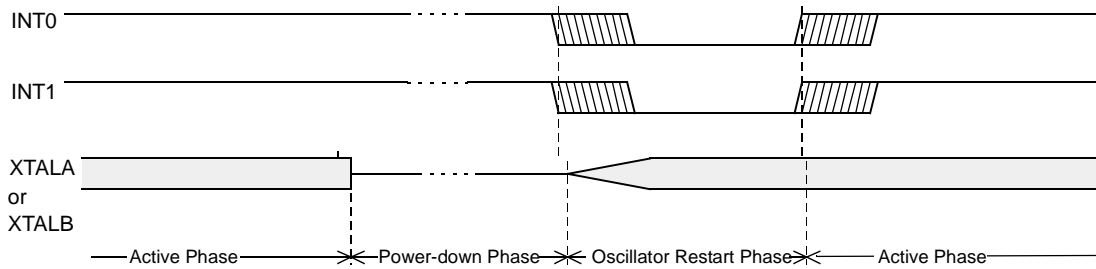 INT0
INT1
XTALA
or
XTALB
Active Phase Power-down Phase Oscillator Restart Phase Active Phase